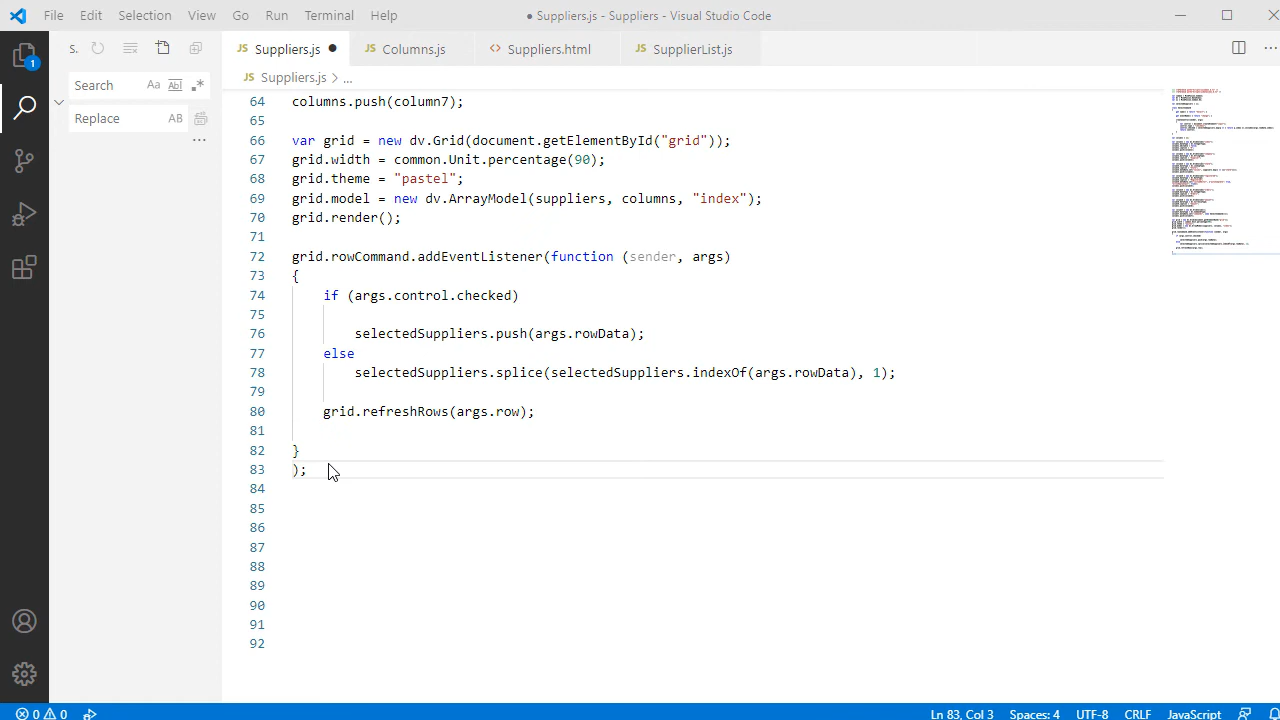 File Edit Selection View Go Run Terminal Help
● Suppliers.js - Suppliers - Visual Studio Code
S.
JS Suppliers.js ●
JS Columns.js
<> Suppliers.html
JS SupplierList.js
1
Search Aa Abl
Replace AB
JS Suppliers.js > ...
64 columns.push(column7);
65
66 var grid = new dv.Grid(document.getElementById("grid"));
67 grid.width = common.Unit.percentage(90);
68 grid.element "
69 grid.model = new dv.ArrayModel(suppliers, columns, "index");
70 grid.render();
71
72 grid.rowCommand.addEventListener(function (sender, args)
73 {
74 if (args.control.checked)
75
76 selectedSuppliers.push(args.rowData);
77 else
78 selectedSuppliers.splice(selectedSuppliers.indexOf(args.rowData), 1);
79
80 grid.refreshRows(args.row);
81
82 }
83 );
84
85
86
87
88
89
90
91
92
0 0
Ln 83, Col 3 Spaces: 4 UTF-8 CRLF JavaScript